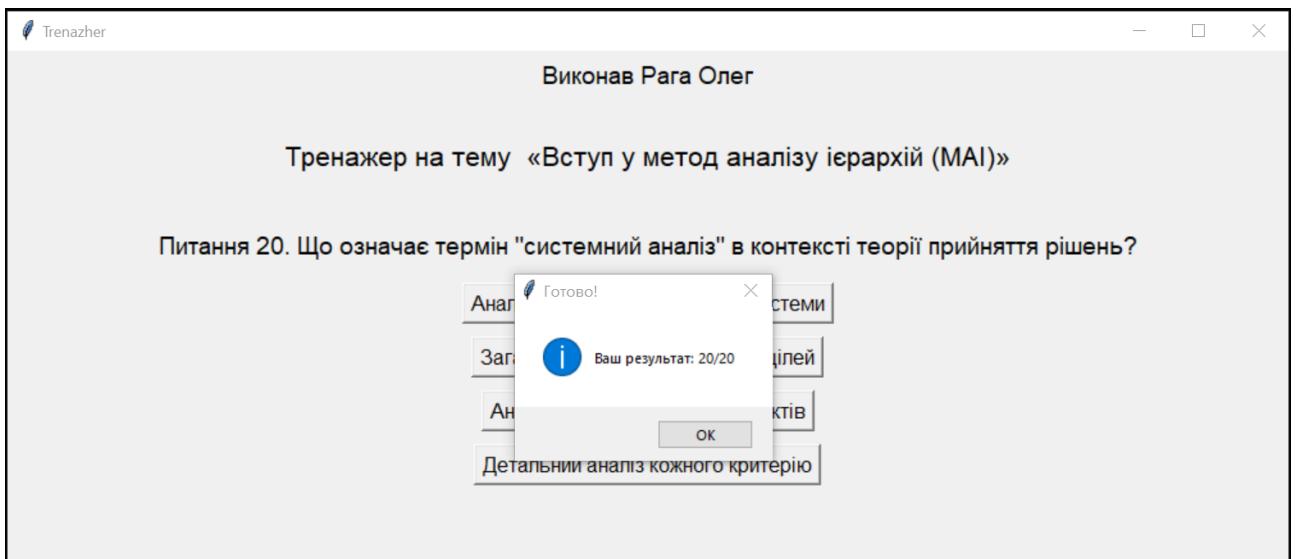 Trenazher
Виконав Рага Олег
Тренажер на тему «Вступ у метод аналізу ієрархій (МАІ)»
Питання 20. Що означає термін "системний аналіз" в контексті теорії прийняття рішень?
Готово!
Ваш результат: 20/20
OK
Детальний аналіз кожного критерію